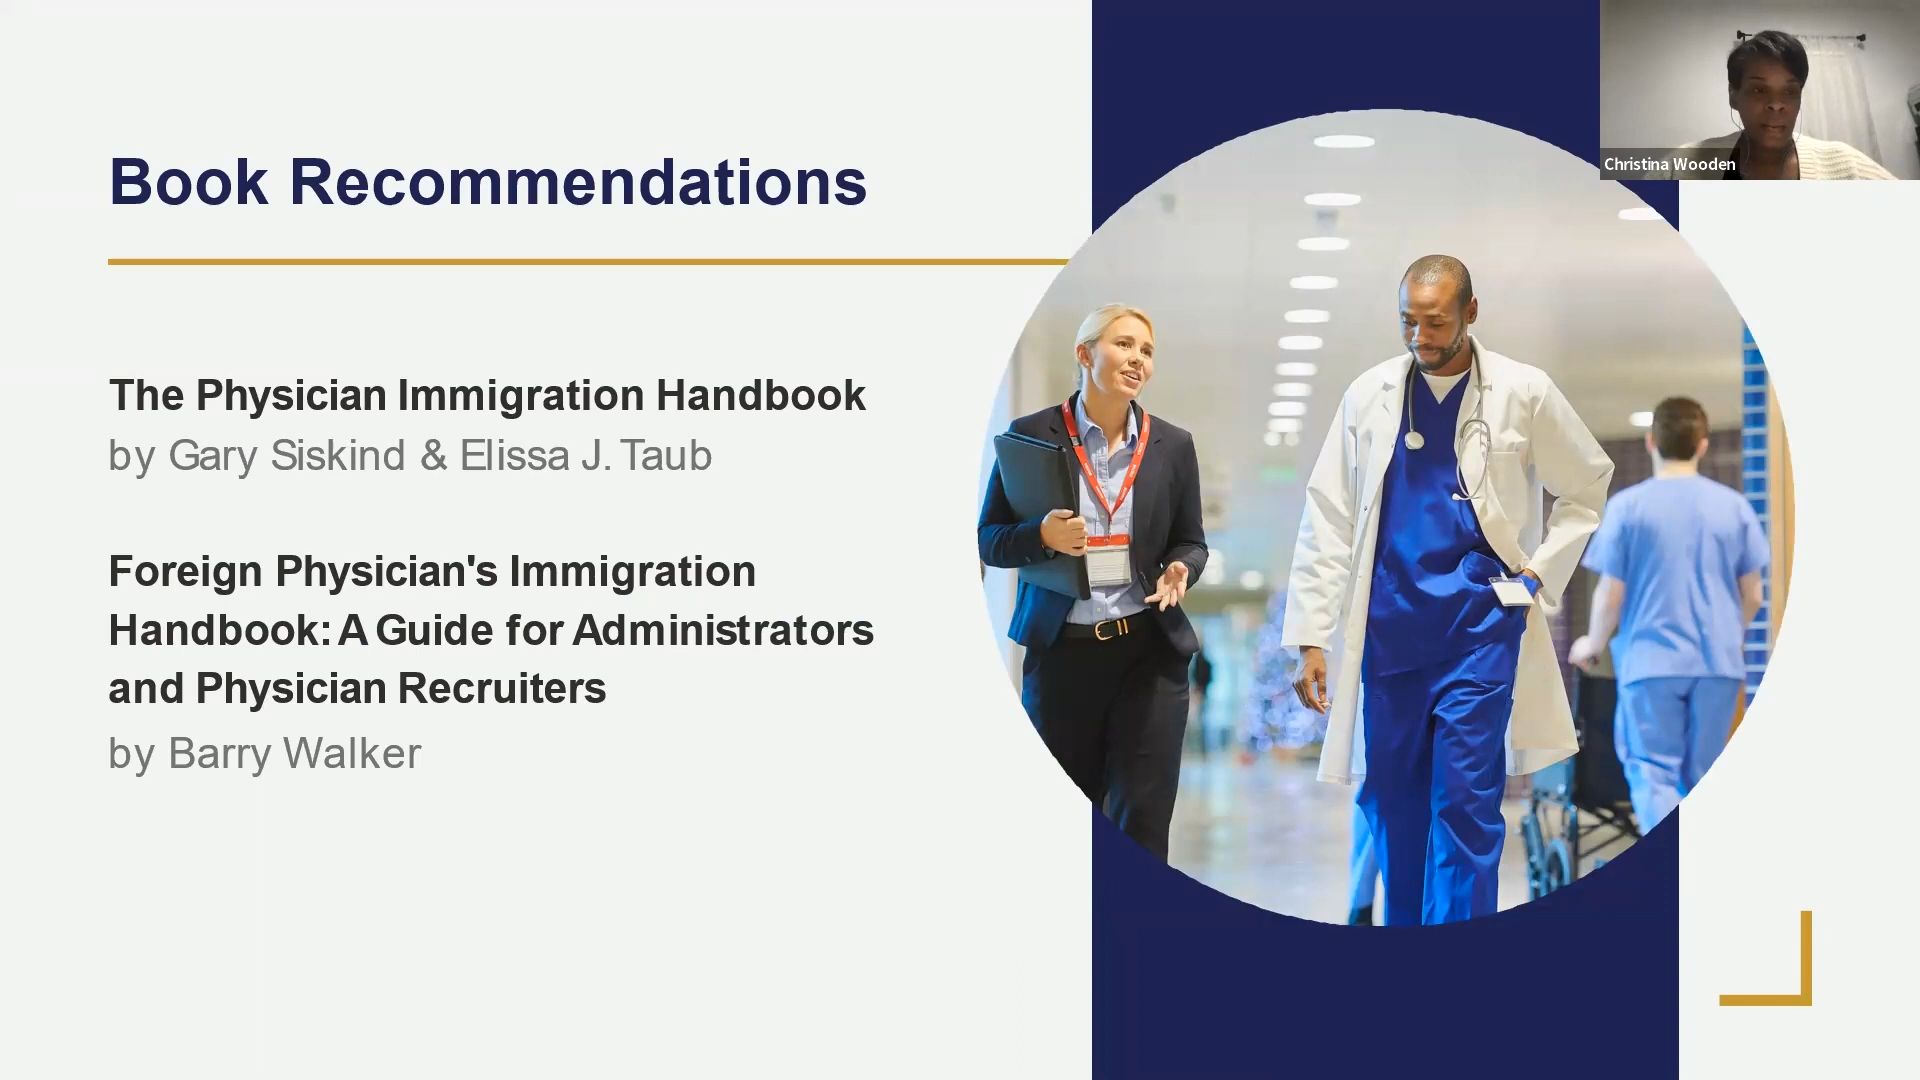 Book Recommendations
The Physician Immigration Handbook
by Gary Siskind & Elissa J. Taub
Foreign Physician's Immigration
Handbook: A Guide for Administrators
and Physician Recruiters
by Barry Walker
Christina Wooden